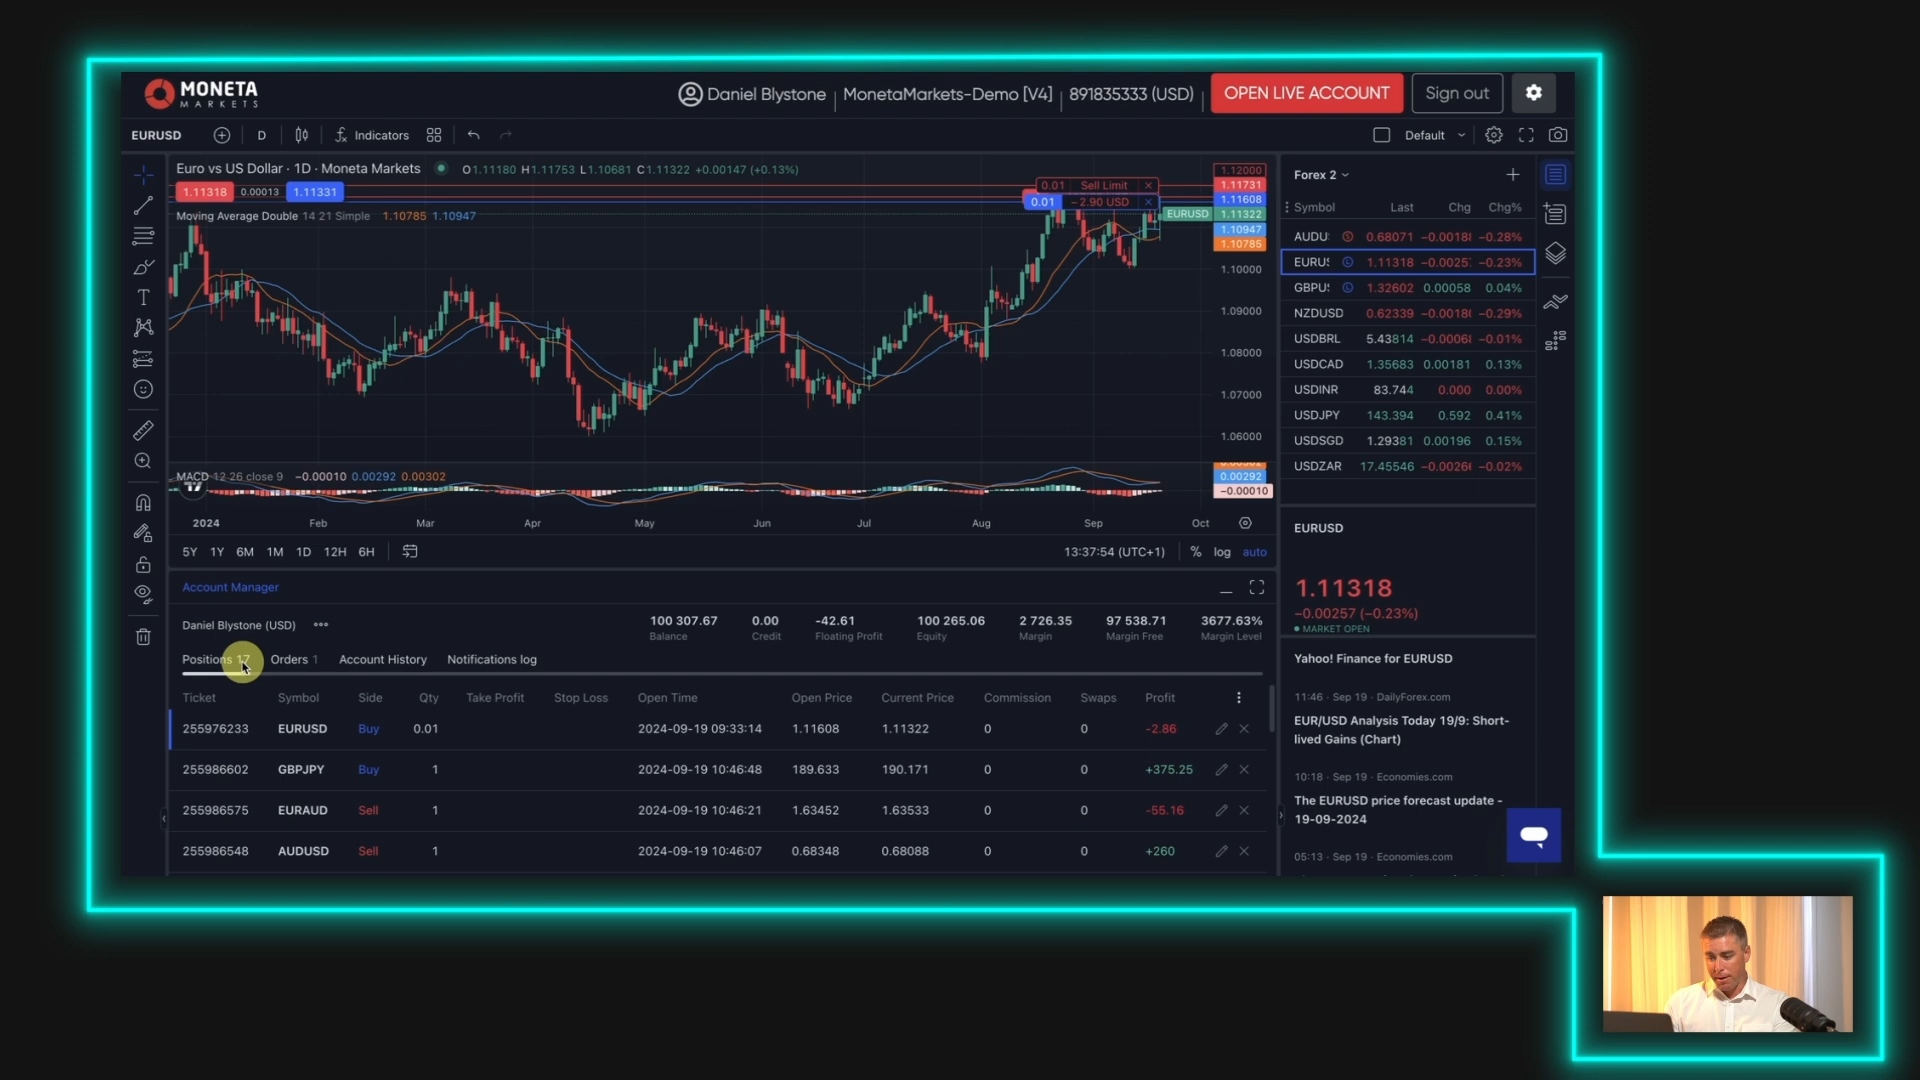 MONETA
MARKETS
Daniel Blystone | MonetaMarkets-Demo [V4] | 891835333 (USD) |
OPEN LIVE ACCOUNT
Sign out
EURUSD
D
Indicators
Default
Euro vs US Dollar · 1D · Moneta Markets
O1.11180 H1.11753 L1.10681 C1.11322 +0.00147 (+0.13%)
1.11318 0.00013 1.11331
Moving Average Double 14 21 Simple 1.10785 1.10947
0.01 Sell Limit ×
0.01 −2.90 USD ×
1.12000
1.11731
1.11608
EURUSD 1.11322
1.10947
1.10785
1.10000
1.09000
1.08000
1.07000
1.06000
MACD 12 26 close 9 −0.00010 0.00292 0.00302
0.00292
−0.00010
2024 Feb Mar Apr May Jun Jul Aug Sep Oct
5Y 1Y 6M 1M 1D 12H 6H
13:37:54 (UTC+1) % log auto
Forex 2
Symbol Last Chg Chg%
AUDU 0.68071 −0.0018 −0.28%
EURU 1.11318 −0.0025 −0.23%
GBPU 1.32602 0.00058 0.04%
NZDUSD 0.62339 −0.0018 −0.29%
USDBRL 5.43814 −0.0006 −0.01%
USDCAD 1.35683 0.00181 0.13%
USDINR 83.744 0.000 0.00%
USDJPY 143.394 0.592 0.41%
USDSGD 1.29381 0.00196 0.15%
USDZAR 17.45546 −0.0026 −0.02%
EURUSD
1.11318
−0.00257 (−0.23%)
MARKET OPEN
Yahoo! Finance for EURUSD
11:46 · Sep 19 · DailyForex.com
EUR/USD Analysis Today 19/9: Short-
lived Gains (Chart)
10:18 · Sep 19 · Economies.com
The EURUSD price forecast update -
19-09-2024
05:13 · Sep 19 · Economies.com
Account Manager
Daniel Blystone (USD)
100 307.67 0.00 -42.61 100 265.06 2 726.35 97 538.71 3677.63%
Balance Credit Floating Profit Equity Margin Margin Free Margin Level
Positions 17 Orders 1 Account History Notifications log
Ticket Symbol Side Qty Take Profit Stop Loss Open Time Open Price Current Price Commission Swaps Profit
255976233 EURUSD Buy 0.01 2024-09-19 09:33:14 1.11608 1.11322 0 0 -2.86
255986602 GBPJPY Buy 1 2024-09-19 10:46:48 189.633 190.171 0 0 +375.25
255986575 EURAUD Sell 1 2024-09-19 10:46:21 1.63452 1.63533 0 0 -55.16
255986548 AUDUSD Sell 1 2024-09-19 10:46:07 0.68348 0.68088 0 0 +260